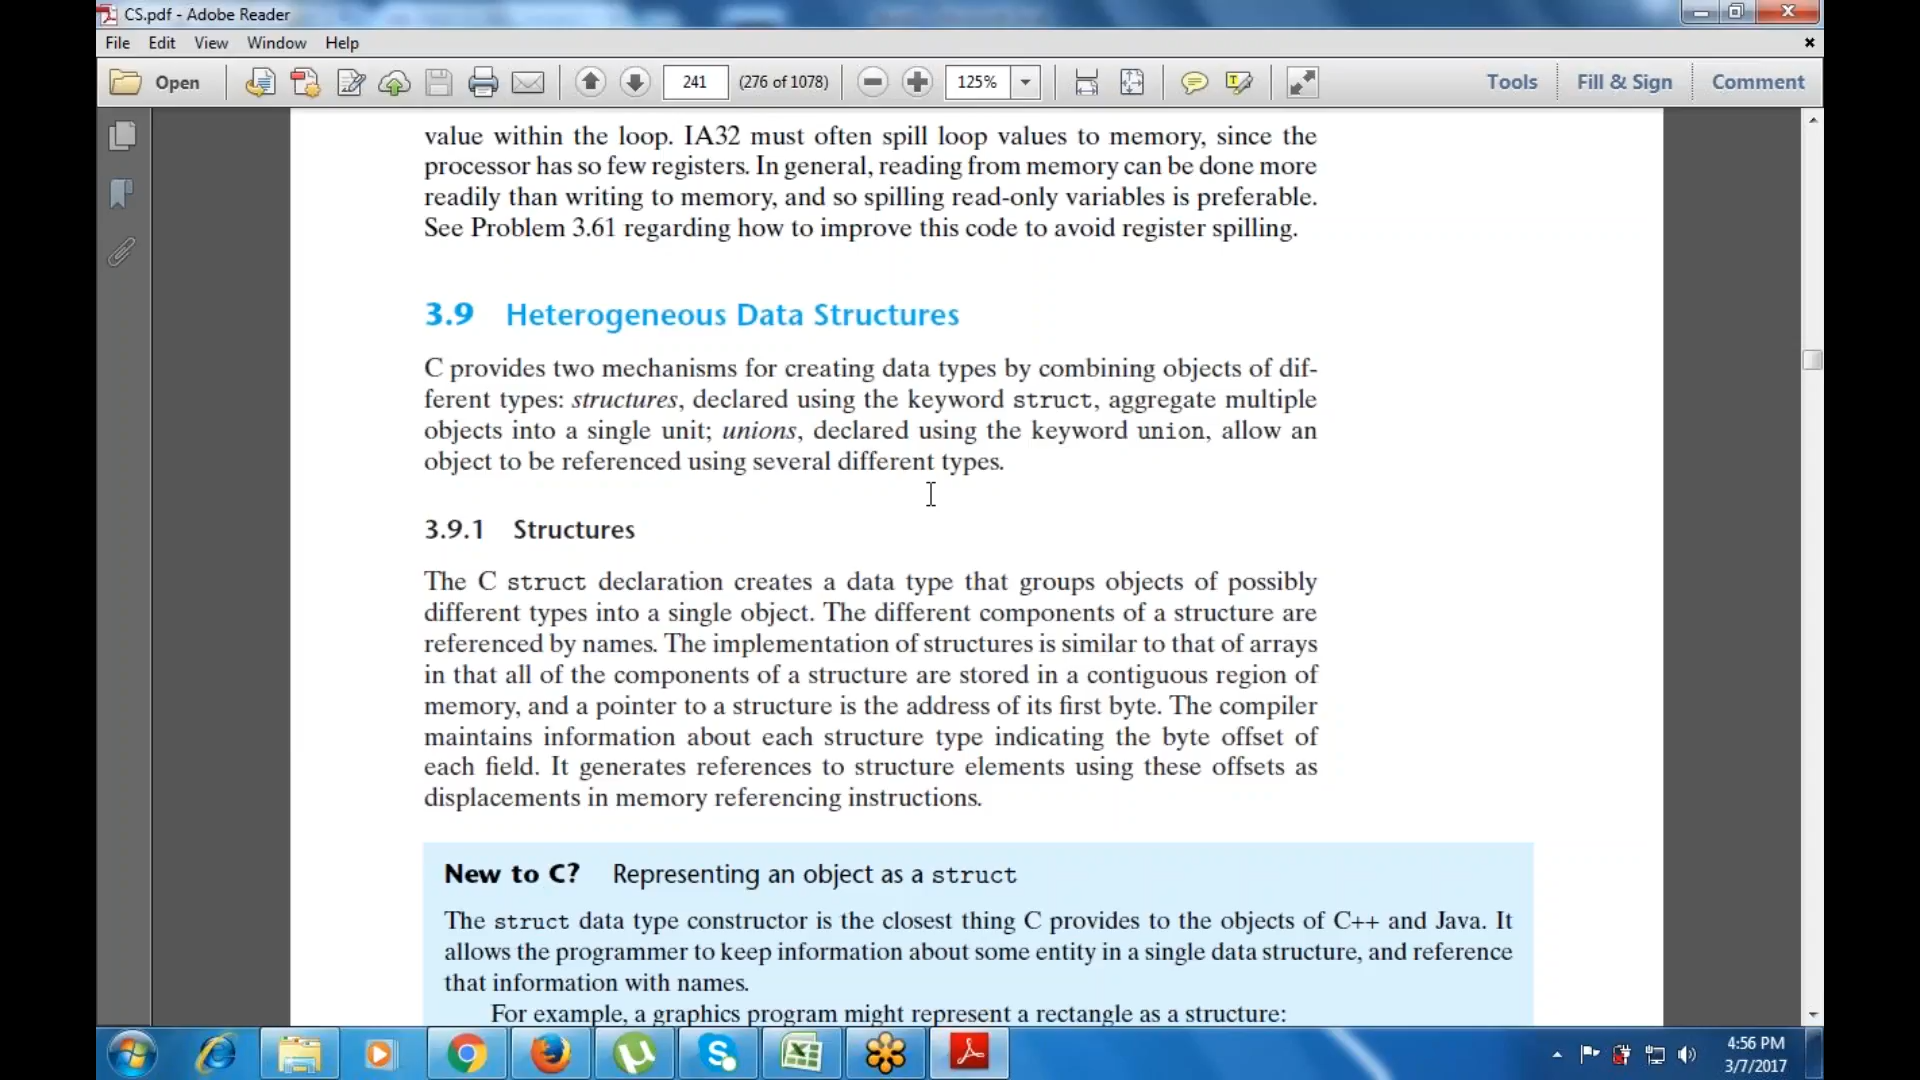 CS.pdf - Adobe Reader
File Edit View Window Help
Open 241 (276 of 1078) 125% Tools Fill & Sign Comment
value within the loop. IA32 must often spill loop values to memory, since the
processor has so few registers. In general, reading from memory can be done more
readily than writing to memory, and so spilling read-only variables is preferable.
See Problem 3.61 regarding how to improve this code to avoid register spilling.
3.9 Heterogeneous Data Structures
C provides two mechanisms for creating data types by combining objects of dif-
ferent types: structures, declared using the keyword struct, aggregate multiple
objects into a single unit; unions, declared using the keyword union, allow an
object to be referenced using several different types.
3.9.1 Structures
The C struct declaration creates a data type that groups objects of possibly
different types into a single object. The different components of a structure are
referenced by names. The implementation of structures is similar to that of arrays
in that all of the components of a structure are stored in a contiguous region of
memory, and a pointer to a structure is the address of its first byte. The compiler
maintains information about each structure type indicating the byte offset of
each field. It generates references to structure elements using these offsets as
displacements in memory referencing instructions.
New to C? Representing an object as a struct
The struct data type constructor is the closest thing C provides to the objects of C++ and Java. It
allows the programmer to keep information about some entity in a single data structure, and reference
that information with names.
For example, a graphics program might represent a rectangle as a structure:
4:56 PM
3/7/2017